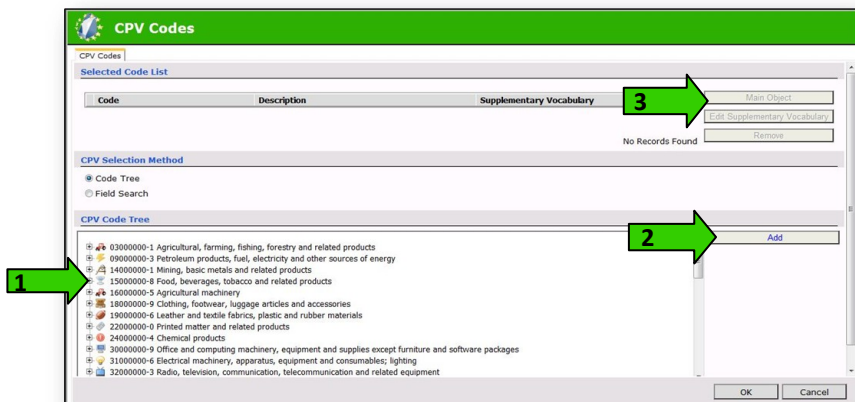 CPV Codes
CPV Codes
Selected Code List
Code Description Supplementary Vocabulary
3
Main Object
Edit Supplementary Vocabulary
Remove
No Records Found
CPV Selection Method
Code Tree
Field Search
CPV Code Tree
2
Add
03000000-1 Agricultural, farming, fishing, forestry and related products
09000000-3 Petroleum products, fuel, electricity and other sources of energy
14000000-1 Mining, basic metals and related products
1
15000000-8 Food, beverages, tobacco and related products
16000000-5 Agricultural machinery
18000000-9 Clothing, footwear, luggage articles and accessories
19000000-6 Leather and textile fabrics, plastic and rubber materials
22000000-0 Printed matter and related products
24000000-4 Chemical products
30000000-9 Office and computing machinery, equipment and supplies except furniture and software packages
31000000-6 Electrical machinery, apparatus, equipment and consumables; lighting
32000000-3 Radio, television, communication, telecommunication and related equipment
OK Cancel